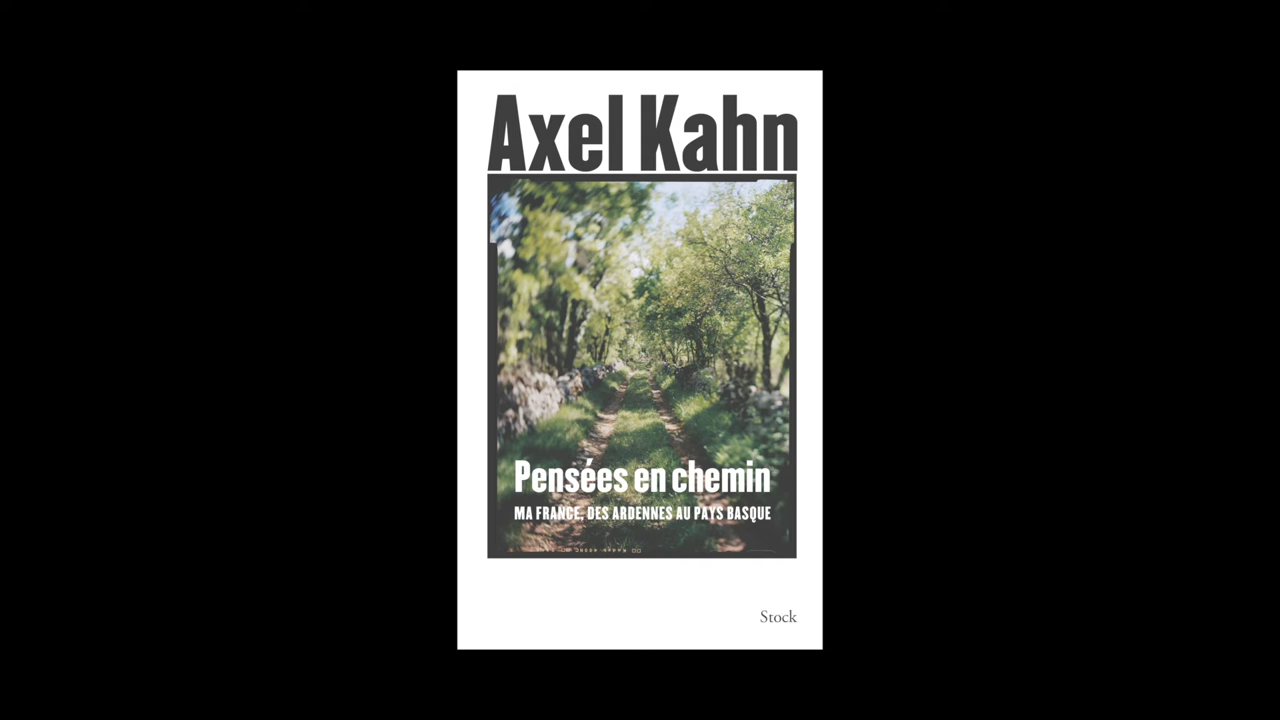 Axel Kahn
Pensées en chemin
MA FRANCE, DES ARDENNES AU PAYS BASQUE
Stock